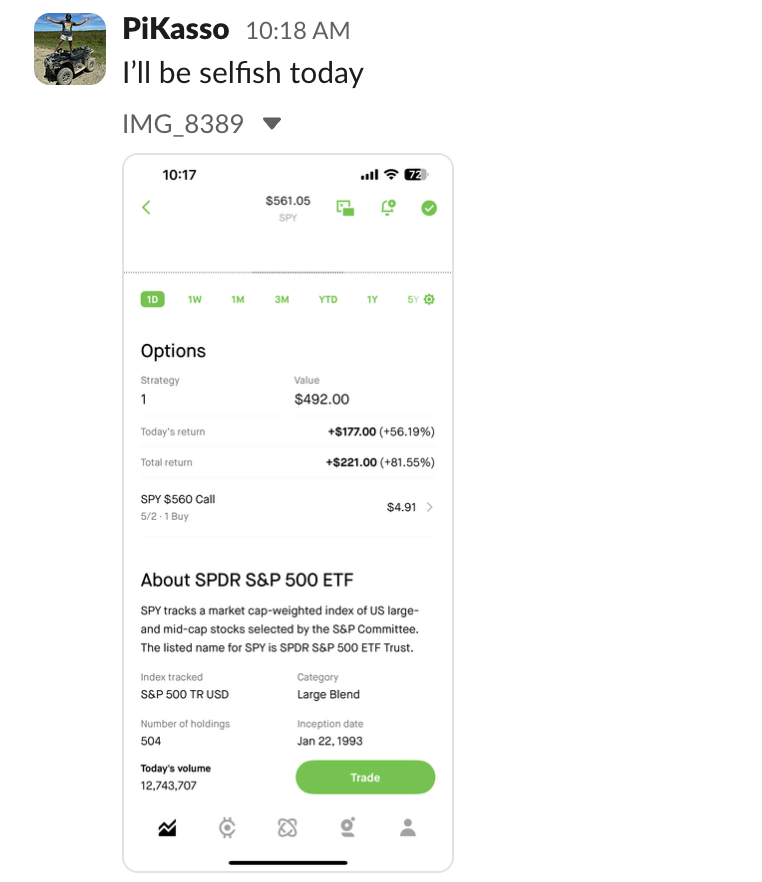 PiKasso 10:18 AM
I'll be selfish today
IMG_8389
10:17
72
$561.05
SPY
1D 1W 1M 3M YTD 1Y 5Y
Options
Strategy Value
1 $492.00
Today's return +$177.00 (+56.19%)
Total return +$221.00 (+81.55%)
SPY $560 Call
5/2 · 1 Buy
$4.91
About SPDR S&P 500 ETF
SPY tracks a market cap-weighted index of US large-
and mid-cap stocks selected by the S&P Committee.
The listed name for SPY is SPDR S&P 500 ETF Trust.
Index tracked Category
S&P 500 TR USD Large Blend
Number of holdings Inception date
504 Jan 22, 1993
Today's volume
12,743,707
Trade